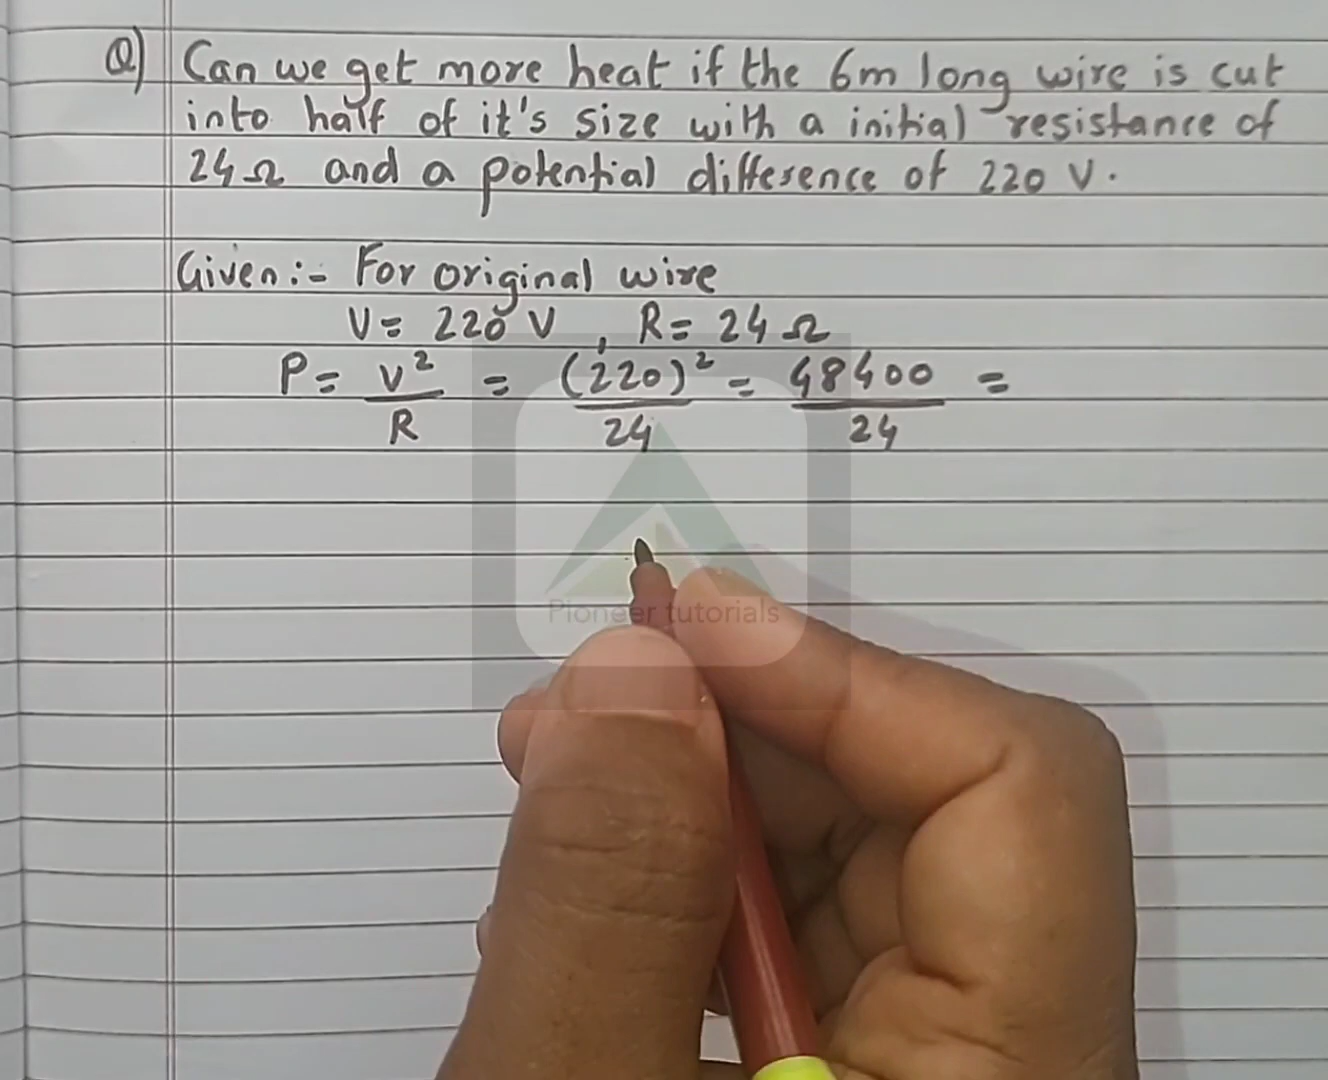 Q) Can we get more heat if the 6m long wire is cut
into half of it's size with a initial resistance of
24 Ω and a potential difference of 220 V.
Given:- For original wire
V = 220 V , R = 24 Ω
P = V² / R = (220)² / 24 = 48400 / 24 =
Pioneer tutorials